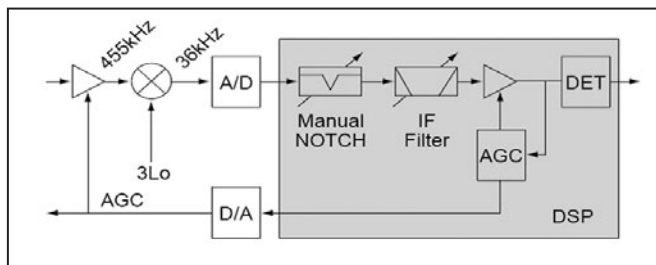 455kHz
36kHz
A/D
DET
Manual
NOTCH
IF
Filter
AGC
3Lo
AGC
D/A
DSP